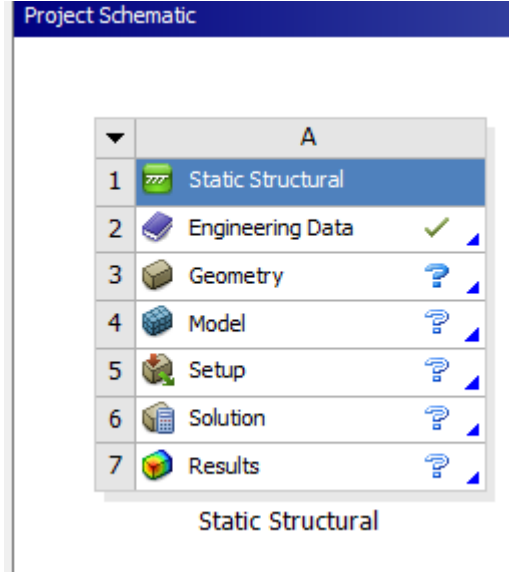 Project Schematic
A
1 Static Structural
2 Engineering Data
3 Geometry
4 Model
5 Setup
6 Solution
7 Results
Static Structural